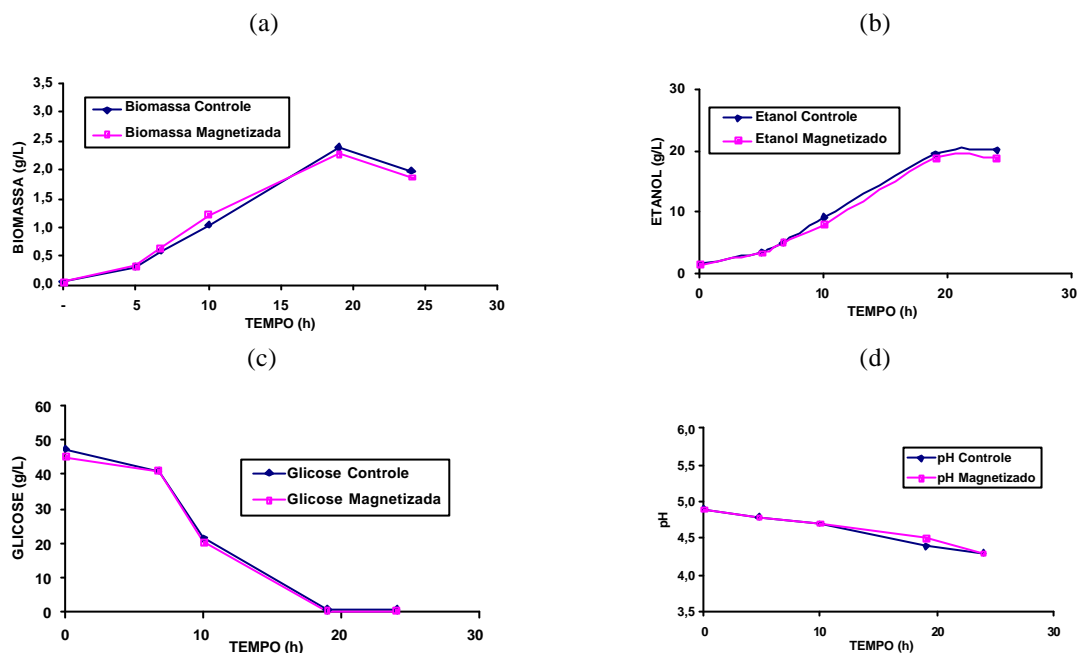 (a)
3,5
3,0
2,5
2,0
1,5
1,0
0,5
0,0
BIOMASSA (g/L)
Biomassa Controle
Biomassa Magnetizada
-
5
10
15
20
25
30
TEMPO (h)
(b)
30
20
10
0
ETANOL (g/L)
Etanol Controle
Etanol Magnetizado
0
10
20
30
TEMPO (h)
(c)
60
50
40
30
20
10
0
GLICOSE (g/L)
Glicose Controle
Glicose Magnetizada
0
10
20
30
TEMPO (h)
(d)
6,0
5,5
5,0
4,5
4,0
3,5
pH
pH Controle
pH Magnetizado
0
10
20
30
TEMPO (h)